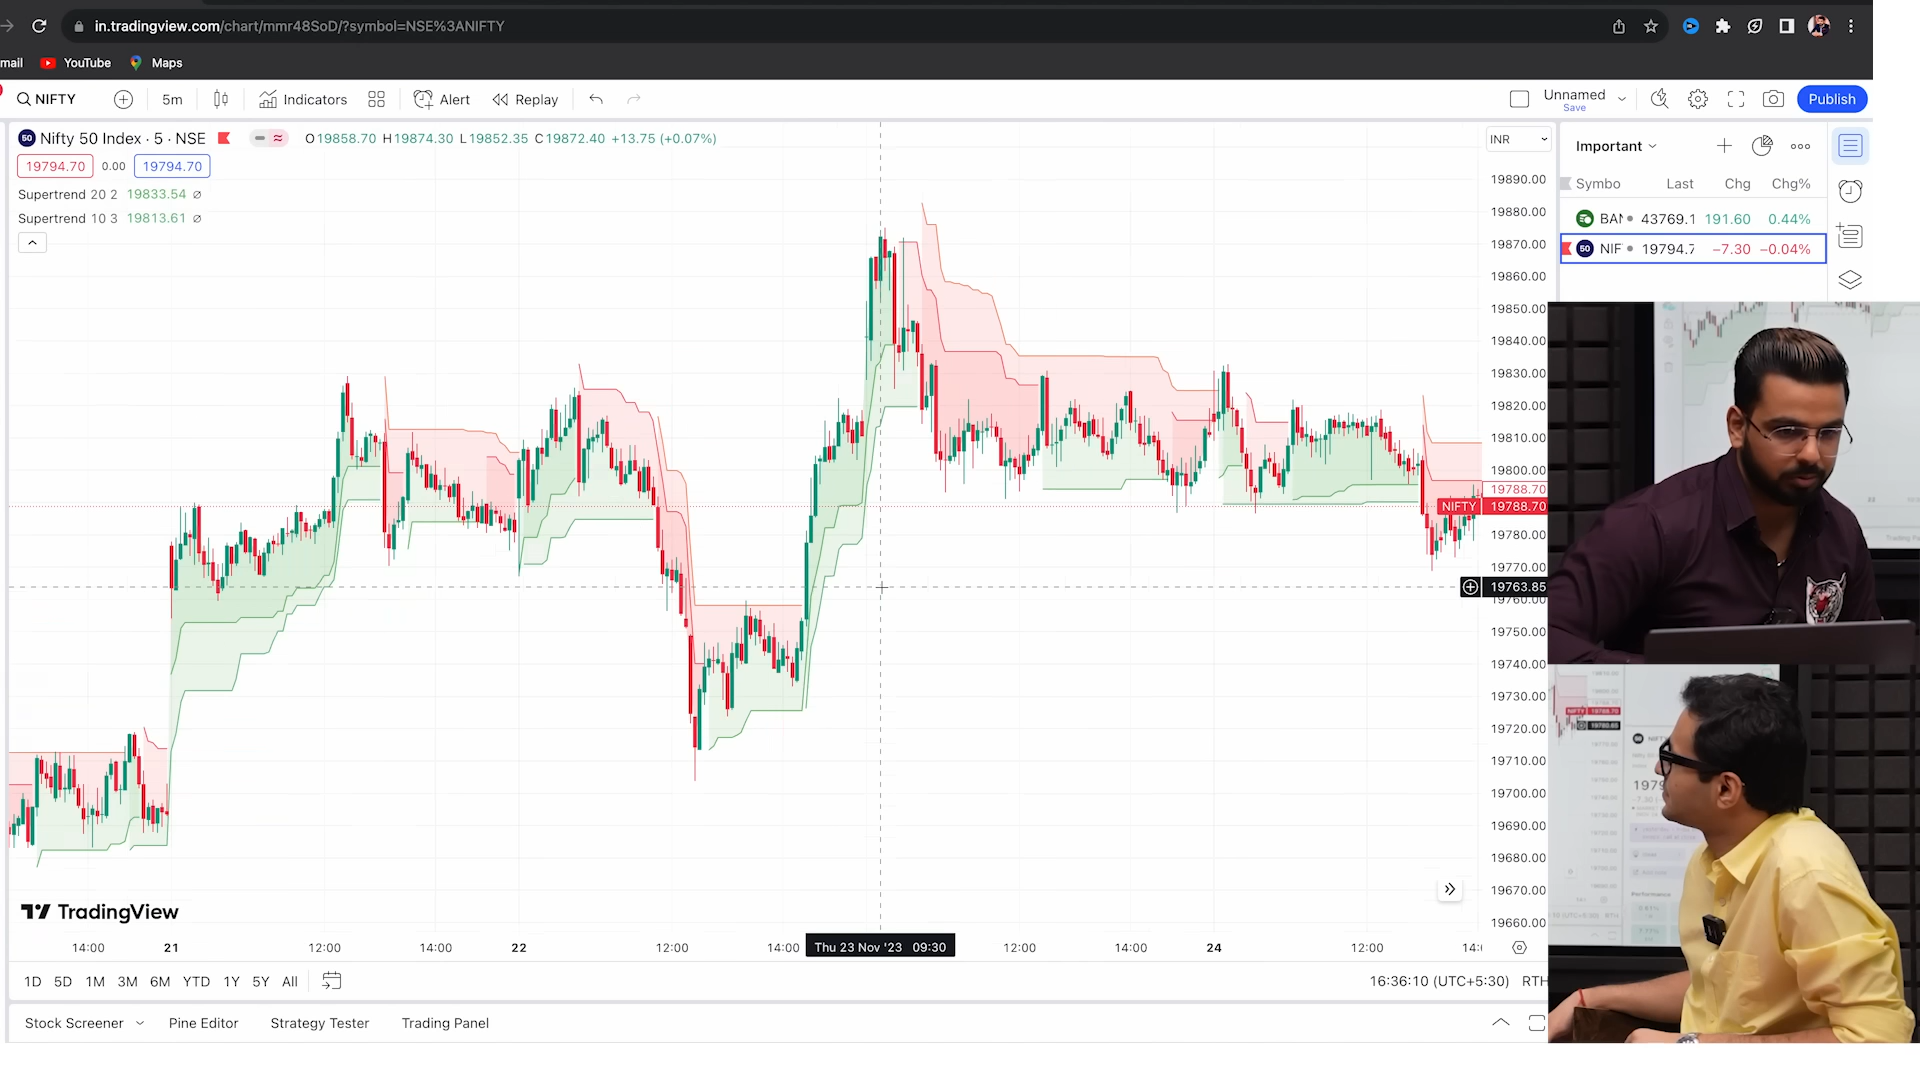 in.tradingview.com/chart/mmr48SoD/?symbol=NSE%3ANIFTY
mail YouTube Maps
NIFTY 5m Indicators Alert Replay Unnamed Save Publish
50 Nifty 50 Index · 5 · NSE O19858.70 H19874.30 L19852.35 C19872.40 +13.75 (+0.07%)
INR
19794.70 0.00 19794.70
Supertrend 20 2 19833.54 ∅
Supertrend 10 3 19813.61 ∅
19890.00
19880.00
19870.00
19860.00
19850.00
19840.00
19830.00
19820.00
19810.00
19800.00
19788.70
NIFTY 19788.70
19780.00
19770.00
19763.85
19760.00
19750.00
19740.00
19730.00
19720.00
19710.00
19700.00
19690.00
19680.00
19670.00
19660.00
Important
Symbo Last Chg Chg%
BAN 43769.1 191.60 0.44%
50 NIF 19794.7 −7.30 −0.04%
TradingView
14:00 21 12:00 14:00 22 12:00 14:00 Thu 23 Nov '23 09:30 12:00 14:00 24 12:00 14:
1D 5D 1M 3M 6M YTD 1Y 5Y All
16:36:10 (UTC+5:30) RTH
Stock Screener Pine Editor Strategy Tester Trading Panel